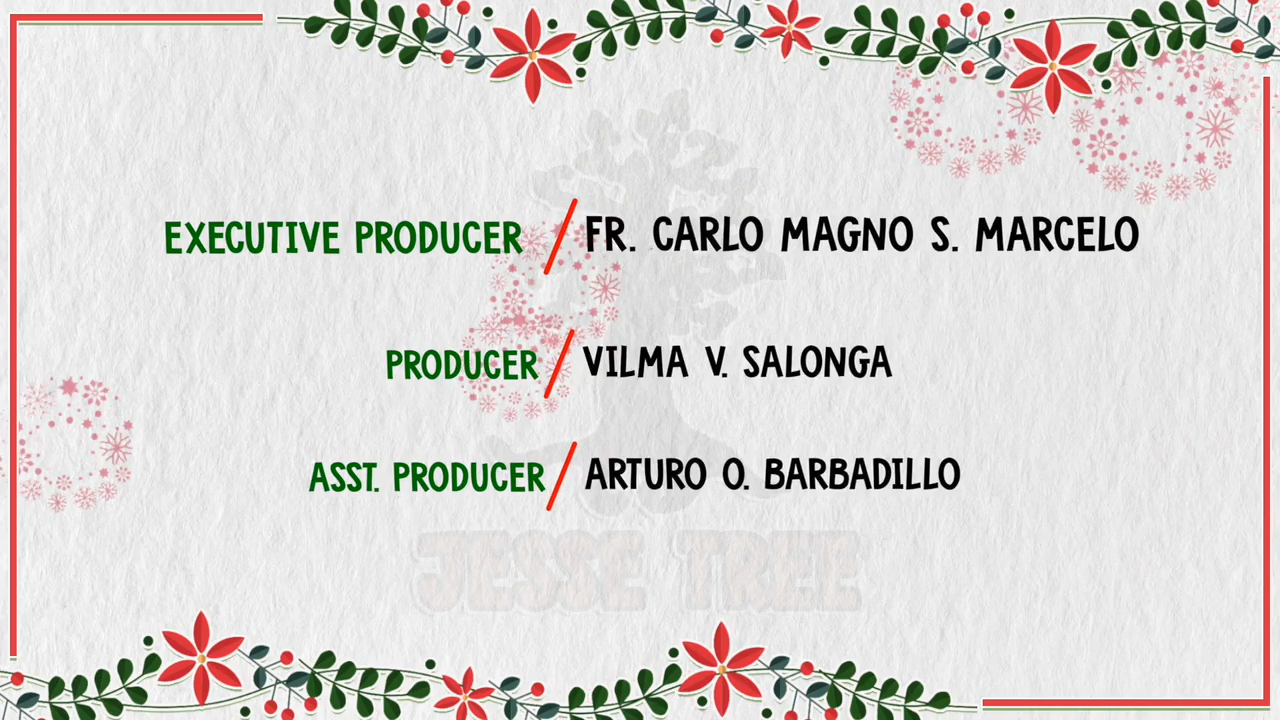 EXECUTIVE PRODUCER / FR. CARLO MAGNO S. MARCELO
PRODUCER / VILMA V. SALONGA
ASST. PRODUCER / ARTURO O. BARBADILLO
JESSE TREE